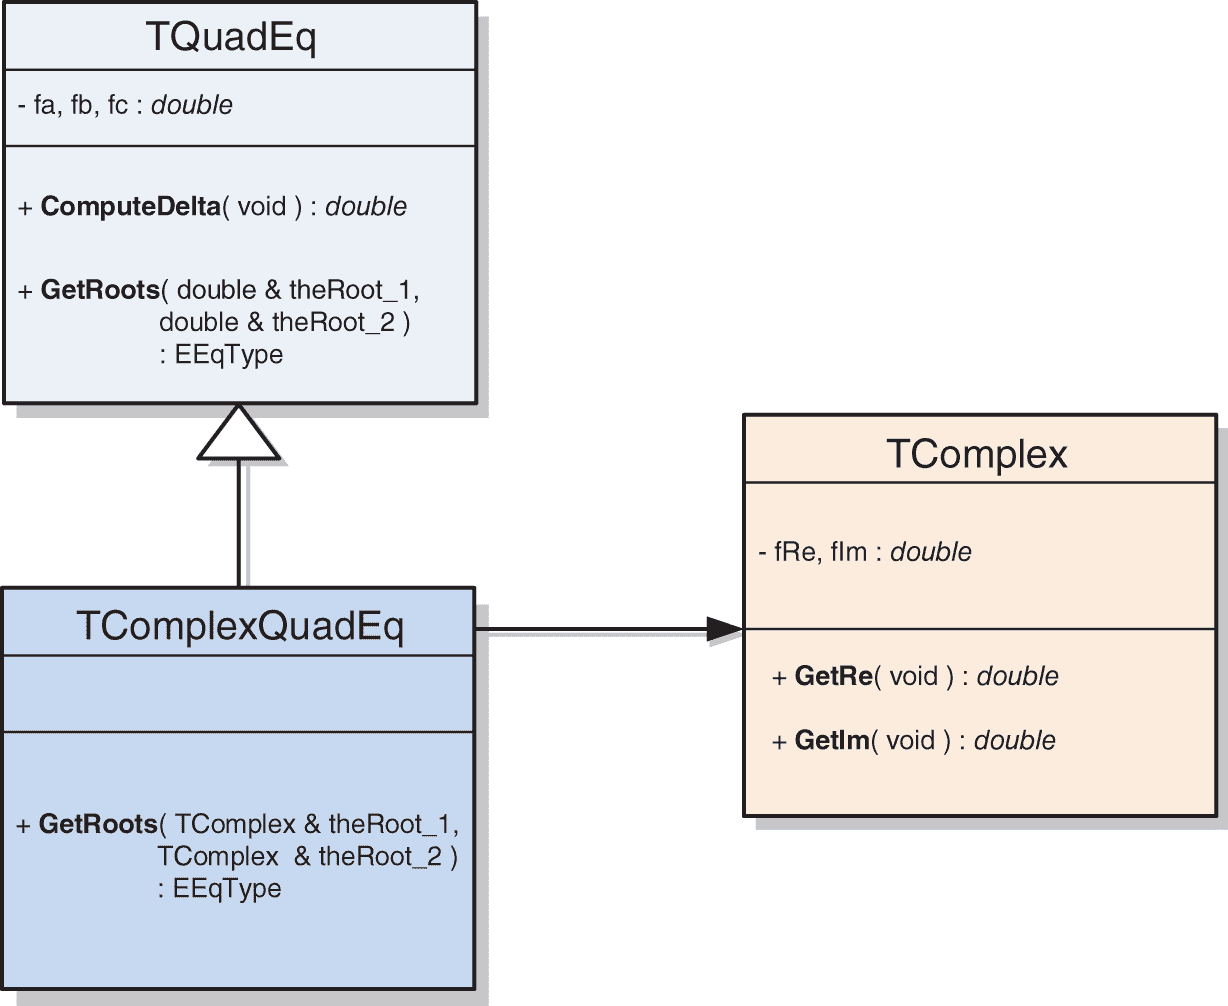 TQuadEq
- fa, fb, fc : double
+ ComputeDelta( void ) : double
+ GetRoots( double & theRoot_1,
double & theRoot_2 )
: EEqType
TComplexQuadEq
+ GetRoots( TComplex & theRoot_1,
TComplex & theRoot_2 )
: EEqType
TComplex
- fRe, fIm : double
+ GetRe( void ) : double
+ GetIm( void ) : double